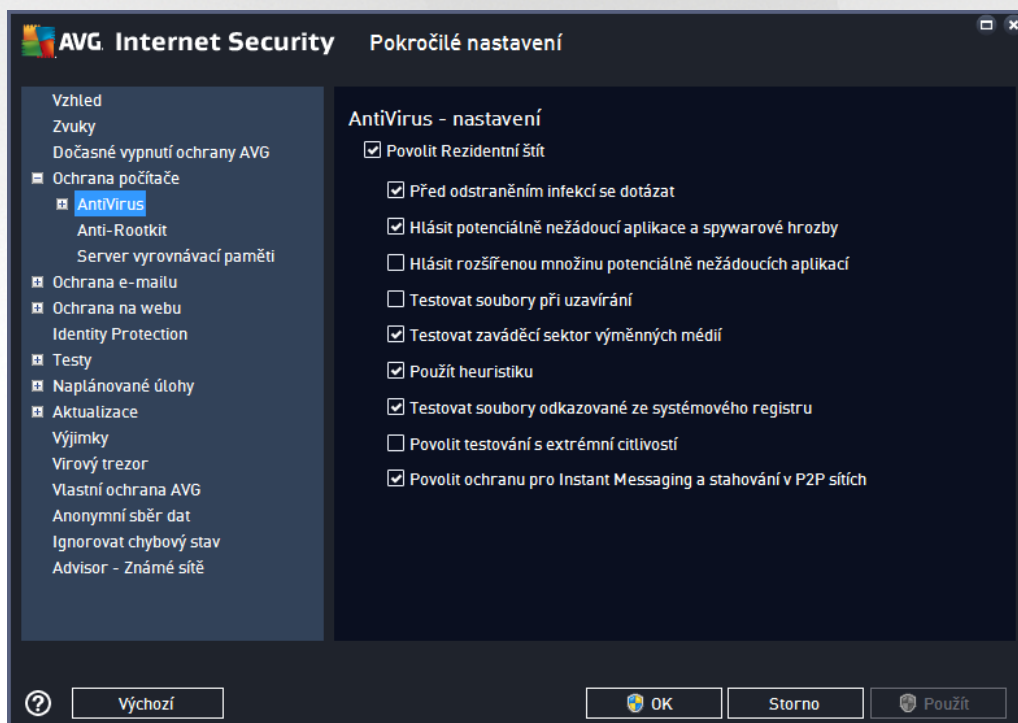 AVG. Internet Security Pokročilé nastavení
Vzhled
Zvuky
Dočasné vypnutí ochrany AVG
Ochrana počítače
AntiVirus
Anti-Rootkit
Server vyrovnávací paměti
Ochrana e-mailu
Ochrana na webu
Identity Protection
Testy
Naplánované úlohy
Aktualizace
Výjimky
Virový trezor
Vlastní ochrana AVG
Anonymní sběr dat
Ignorovat chybový stav
Advisor - Známé sítě
AntiVirus - nastavení
Povolit Rezidentní štít
Před odstraněním infekcí se dotázat
Hlásit potenciálně nežádoucí aplikace a spywarové hrozby
Hlásit rozšířenou množinu potenciálně nežádoucích aplikací
Testovat soubory při uzavírání
Testovat zaváděcí sektor výměnných médií
Použít heuristiku
Testovat soubory odkazované ze systémového registru
Povolit testování s extrémní citlivostí
Povolit ochranu pro Instant Messaging a stahování v P2P sítích
? Výchozí OK Storno Použít